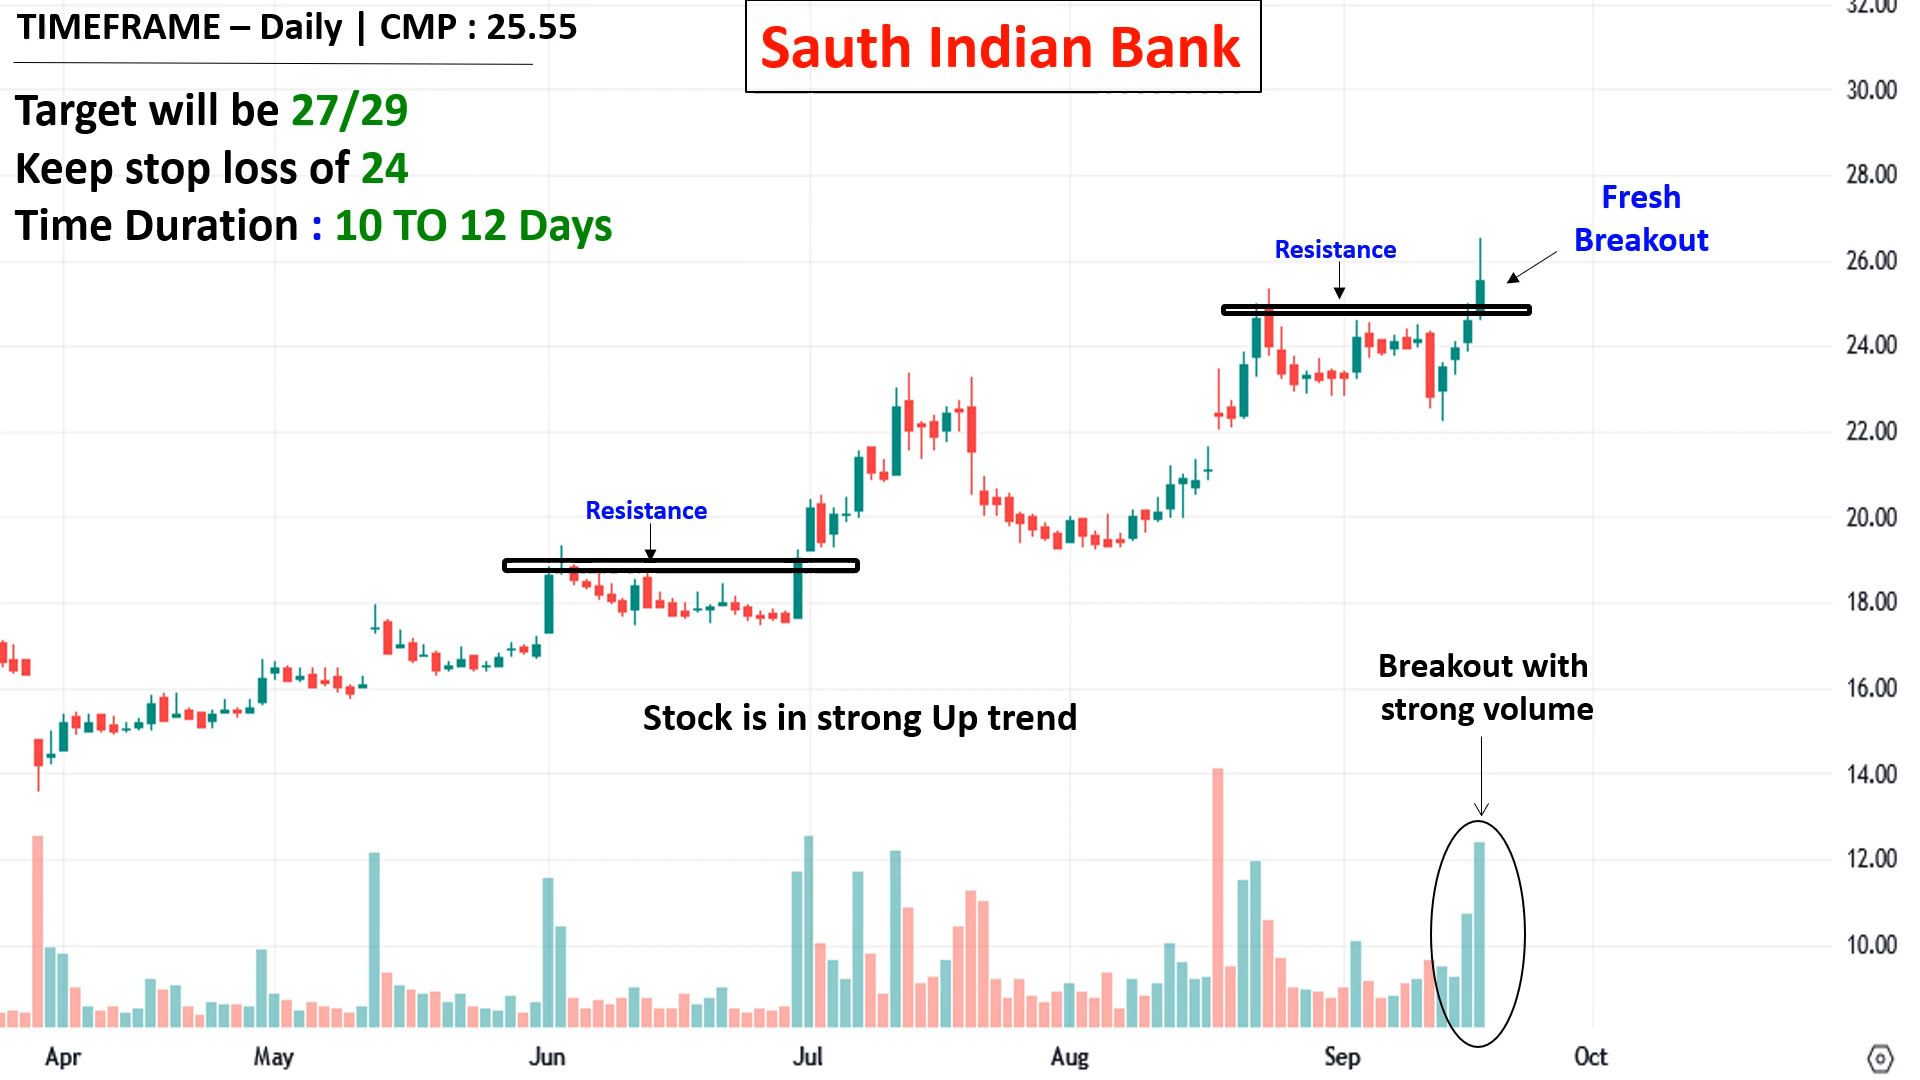 TIMEFRAME – Daily | CMP : 25.55
Sauth Indian Bank
Target will be 27/29
Keep stop loss of 24
Time Duration : 10 TO 12 Days
Fresh
Breakout
Resistance
Resistance
Stock is in strong Up trend
Breakout with
strong volume
32.00
30.00
28.00
26.00
24.00
22.00
20.00
18.00
16.00
14.00
12.00
10.00
Apr May Jun Jul Aug Sep Oct